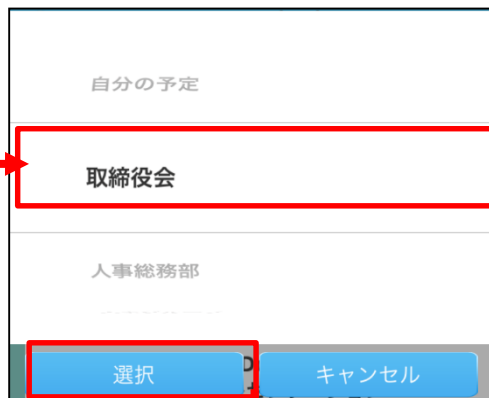 自分の予定
取締役会
人事総務部
選択 キャンセル